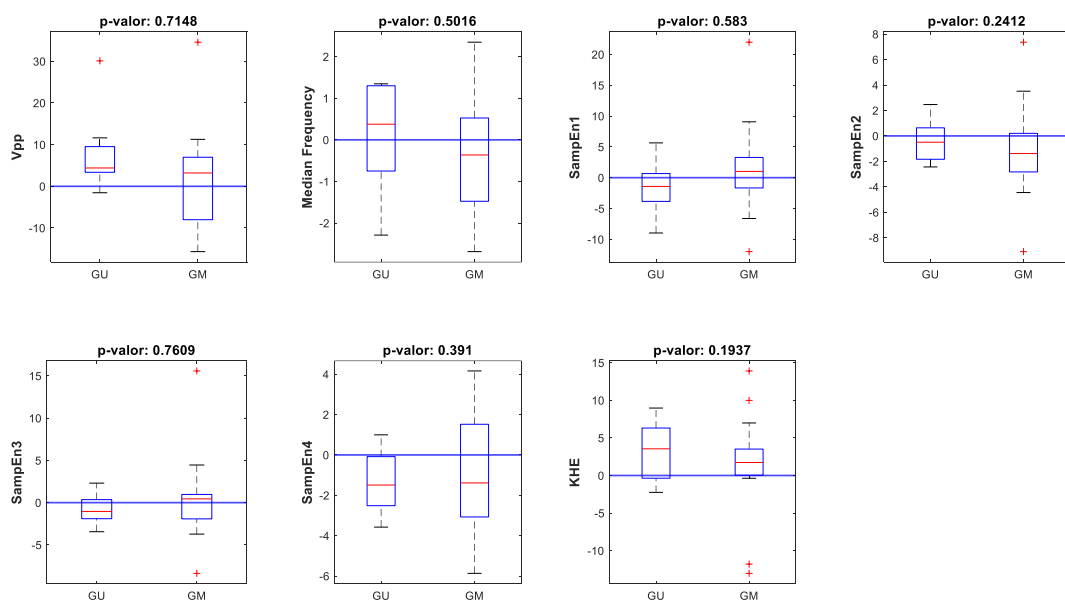 p-valor: 0.7148
30
20
10
0
-10
Vpp
GU GM
p-valor: 0.5016
2
1
0
-1
-2
Median Frequency
GU GM
p-valor: 0.583
20
15
10
5
0
-5
-10
SampEn1
GU GM
p-valor: 0.2412
8
6
4
2
0
-2
-4
-6
-8
SampEn2
GU GM
p-valor: 0.7609
15
10
5
0
-5
SampEn3
GU GM
p-valor: 0.391
4
2
0
-2
-4
-6
SampEn4
GU GM
p-valor: 0.1937
15
10
5
0
-5
-10
KHE
GU GM